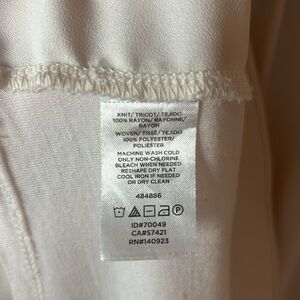 KNIT/ TRICOT/ TEJIDO
100% RAYON/ RAYONNE/
RAYON
WOVEN/ TISSÉ/ TEJIDO
100% POLYESTER/
POLIÉSTER
MACHINE WASH COLD
ONLY NON-CHLORINE
BLEACH WHEN NEEDED
RESHAPE DRY FLAT
COOL IRON IF NEEDED
OR DRY CLEAN
484886
P
ID#70049
CA#57421
RN#140923